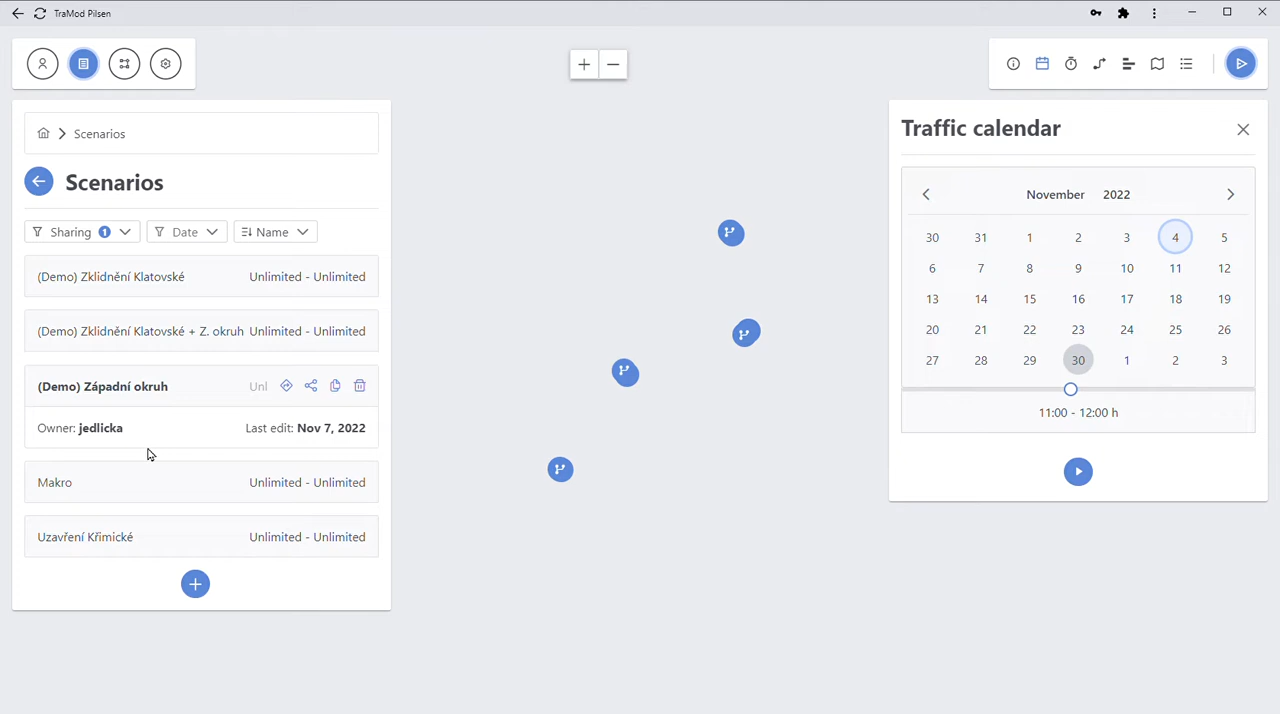 TraMod Pilsen
Scenarios
Scenarios
Sharing 1 Date Name
(Demo) Zklidnění Klatovské Unlimited - Unlimited
(Demo) Zklidnění Klatovské + Z. okruh Unlimited - Unlimited
(Demo) Západní okruh Unl
Owner: jedlicka Last edit: Nov 7, 2022
Makro Unlimited - Unlimited
Uzavření Křimické Unlimited - Unlimited
Traffic calendar
November 2022
30 31 1 2 3 4 5
6 7 8 9 10 11 12
13 14 15 16 17 18 19
20 21 22 23 24 25 26
27 28 29 30 1 2 3
11:00 - 12:00 h